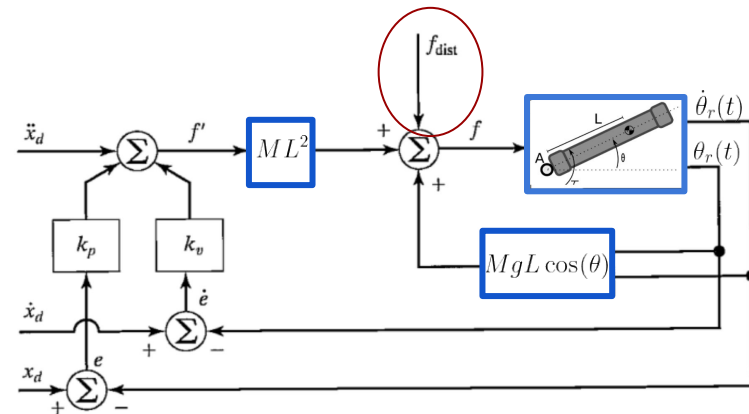 f_dist
ẍ_d
Σ
f′
ML²
+
Σ
f
+
L
A
θ
τ
θ̇_r(t)
θ_r(t)
k_p
k_v
MgL cos(θ)
ẋ_d
ė
Σ
+
−
e
x_d
Σ
+
−